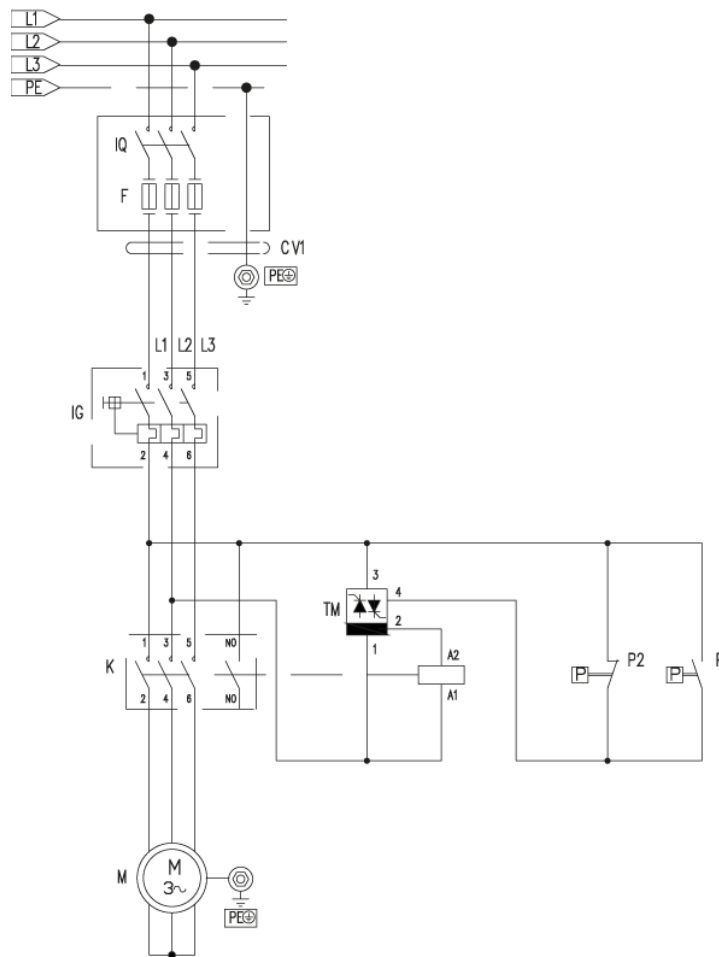 L1
L2
L3
PE
IQ
F
CV1
PE
L1 L2 L3
1 3 5
IG
2 4 6
3
4
TM
2
1
1 3 5 NO
K
A2
A1
2 4 6 NO
P P2
P P
M
M
3~
PE